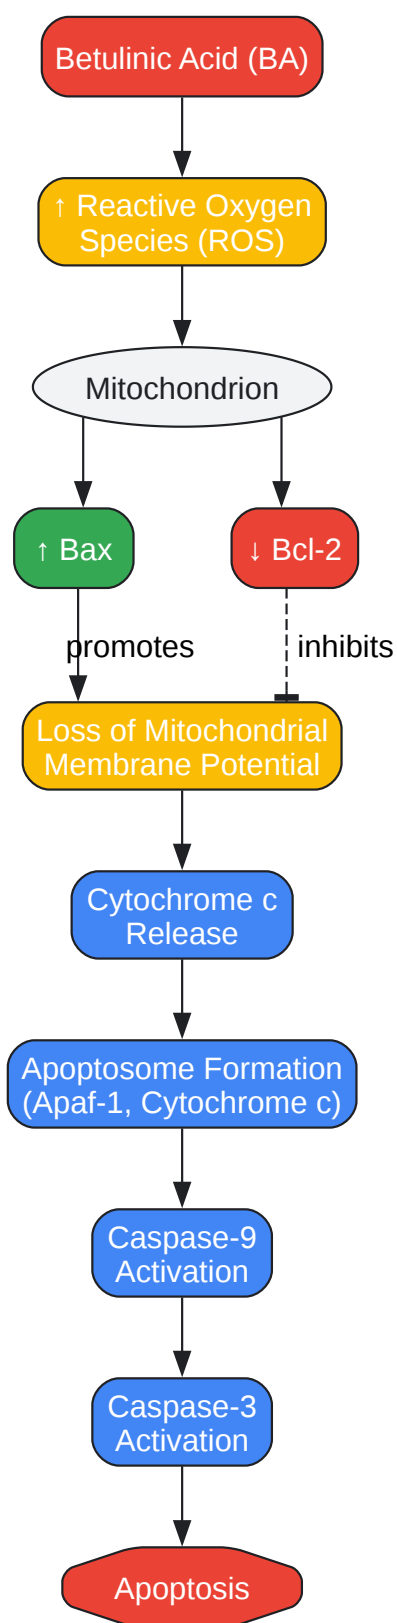 Betulinic Acid (BA)
↑ Reactive Oxygen
Species (ROS)
Mitochondrion
↑ Bax
↓ Bcl-2
promotes
inhibits
Loss of Mitochondrial
Membrane Potential
Cytochrome c
Release
Apoptosome Formation
(Apaf-1, Cytochrome c)
Caspase-9
Activation
Caspase-3
Activation
Apoptosis